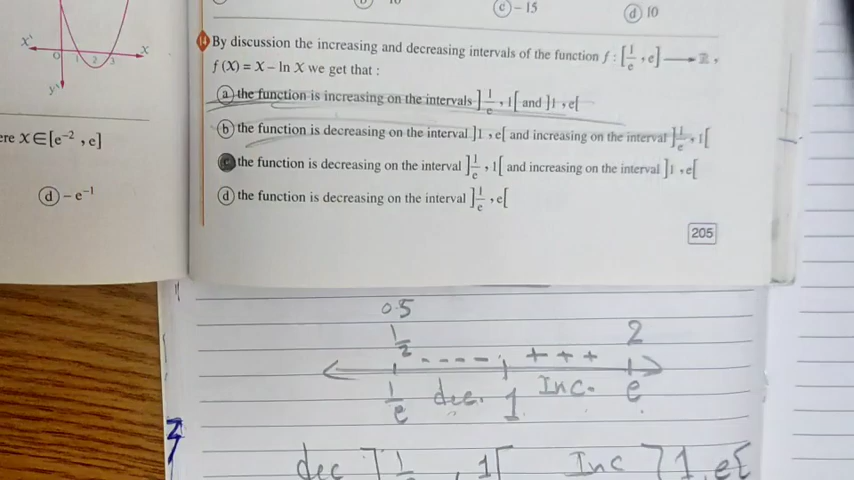 c - 15
d 10
14 By discussion the increasing and decreasing intervals of the function f : [1/e , e] ⟶ ℝ,
f (X) = X – ln X we get that :
a the function is increasing on the intervals ]1/e , 1[ and ]1 , e[
b the function is decreasing on the interval ]1 , e[ and increasing on the interval ]1/e , 1[
c the function is decreasing on the interval ]1/e , 1[ and increasing on the interval ]1 , e[
d the function is decreasing on the interval ]1/e , e[
205
X` O 1 2 3 X
y`
ere X∈[e⁻² , e]
d – e⁻¹
0.5
1/2 ---- +++ 2
1/e dec. 1 Inc. e
dec , 1[ Inc ]1, e[